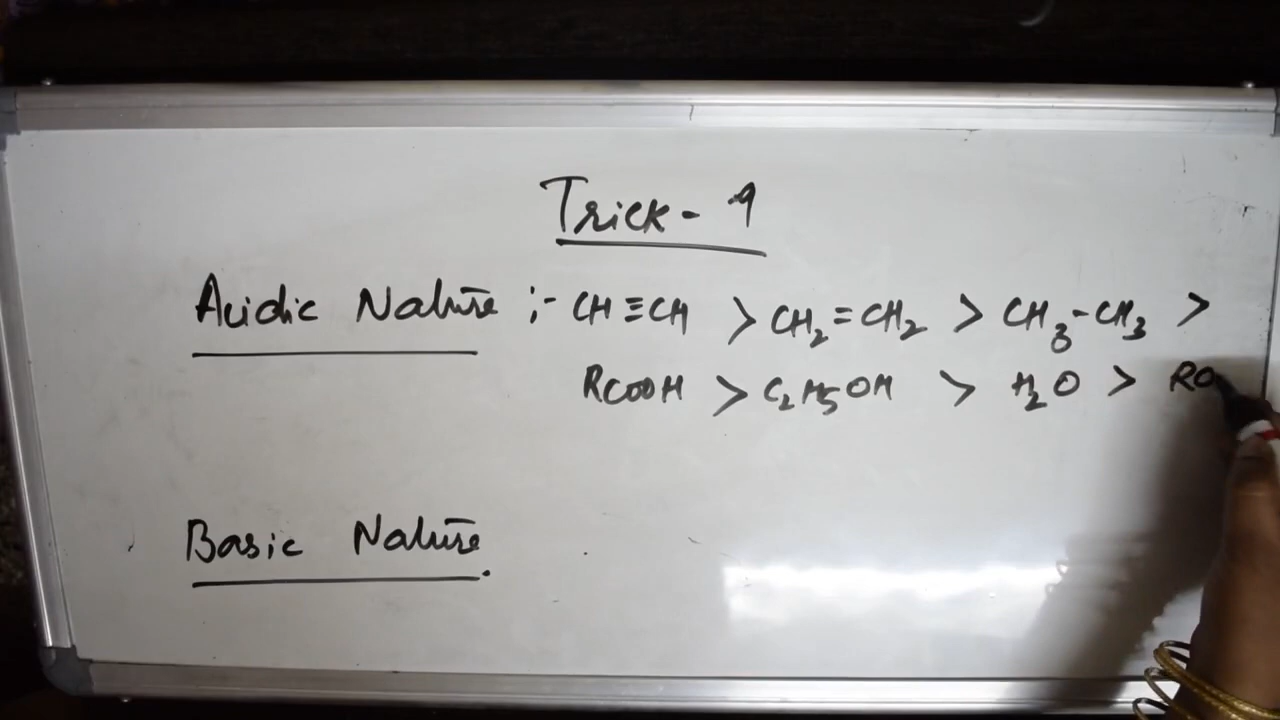 Trick - 9
Acidic Nature :- CH≡CH > CH₂=CH₂ > CH₃-CH₃ >
RCOOH > C₂H₅OH > H₂O > RO
Basic Nature.